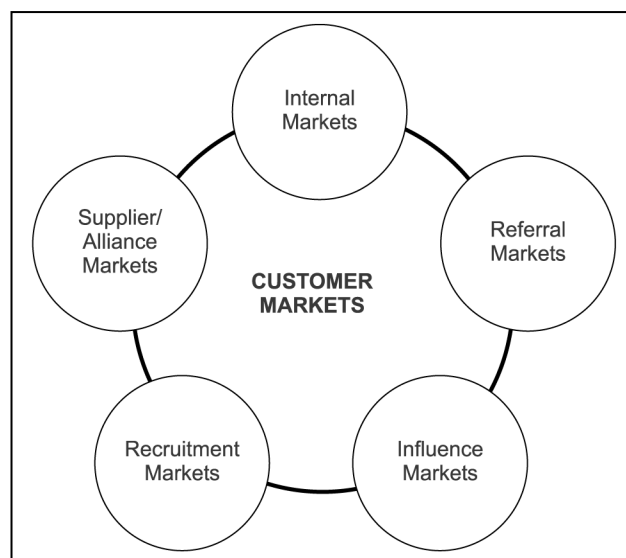 Internal
Markets
Supplier/
Alliance
Markets
Referral
Markets
CUSTOMER
MARKETS
Recruitment
Markets
Influence
Markets